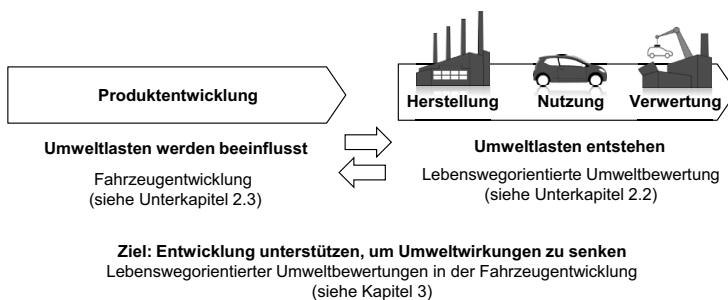 Produktentwicklung
Herstellung
Nutzung
Verwertung
Umweltlasten werden beeinflusst
Fahrzeugentwicklung
(siehe Unterkapitel 2.3)
Umweltlasten entstehen
Lebenswegorientierte Umweltbewertung
(siehe Unterkapitel 2.2)
Ziel: Entwicklung unterstützen, um Umweltwirkungen zu senken
Lebenswegorientierter Umweltbewertungen in der Fahrzeugentwicklung
(siehe Kapitel 3)